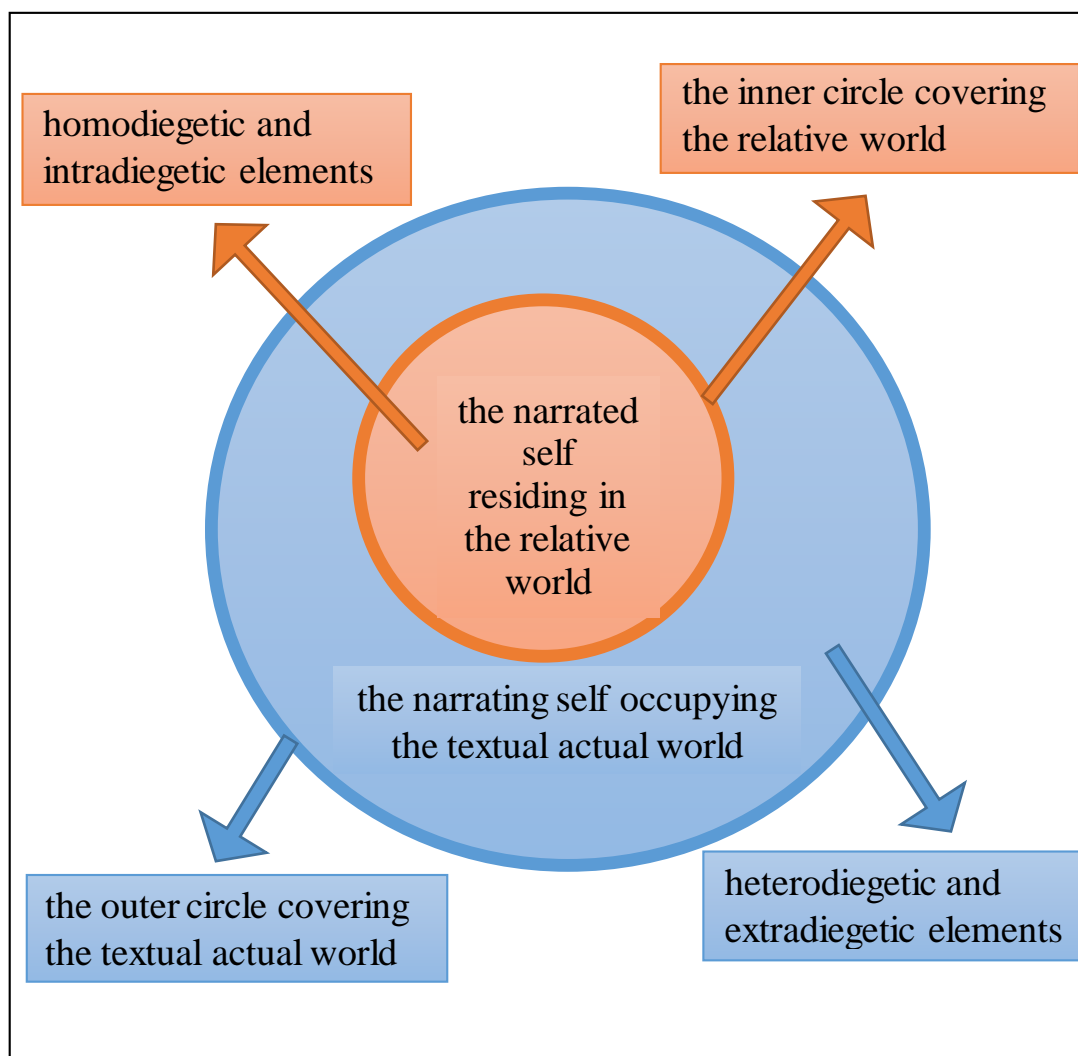 homodiegetic and
intradiegetic elements
the inner circle covering
the relative world
the narrated
self
residing in
the relative
world
the narrating self occupying
the textual actual world
the outer circle covering
the textual actual world
heterodiegetic and
extradiegetic elements